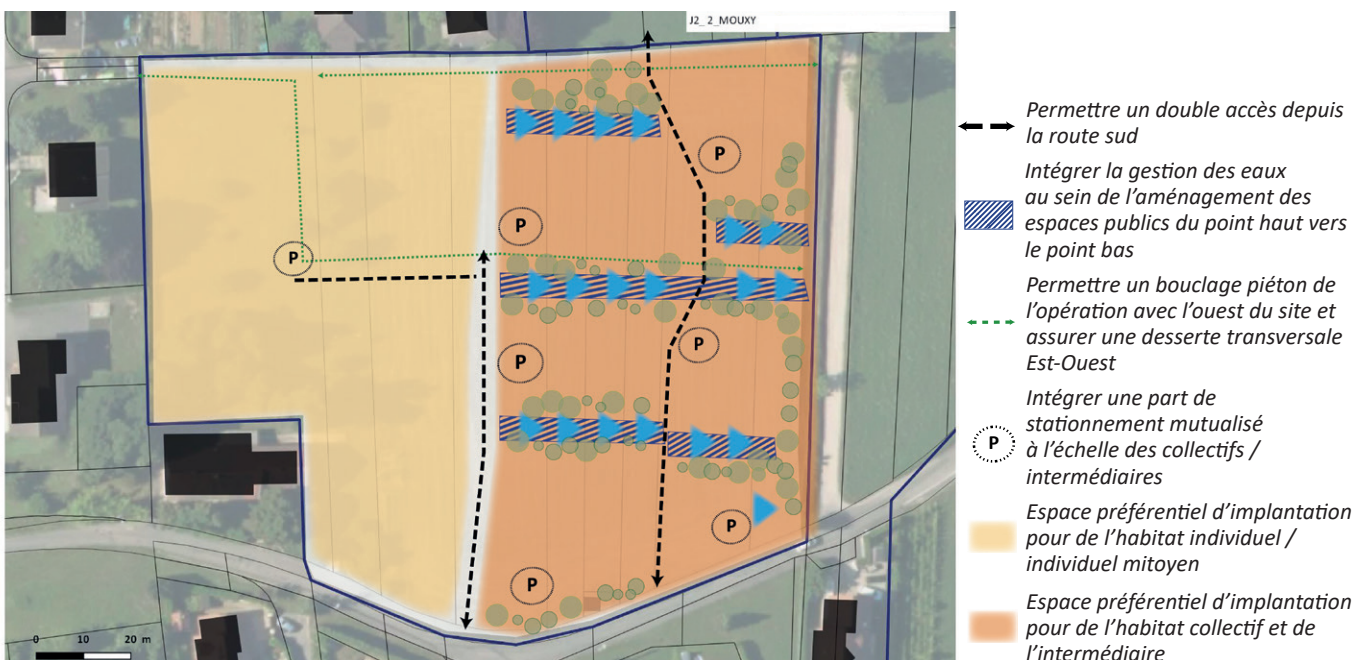 J2_ 2_MOUXY
P
P
P
P
P
P
P
0 10 20 m
Permettre un double accès depuis
la route sud
Intégrer la gestion des eaux
au sein de l'aménagement des
espaces publics du point haut vers
le point bas
Permettre un bouclage piéton de
l'opération avec l'ouest du site et
assurer une desserte transversale
Est-Ouest
Intégrer une part de
stationnement mutualisé
à l'échelle des collectifs /
intermédiaires
P
Espace préférentiel d'implantation
pour de l'habitat individuel /
individuel mitoyen
Espace préférentiel d'implantation
pour de l'habitat collectif et de
l'intermédiaire